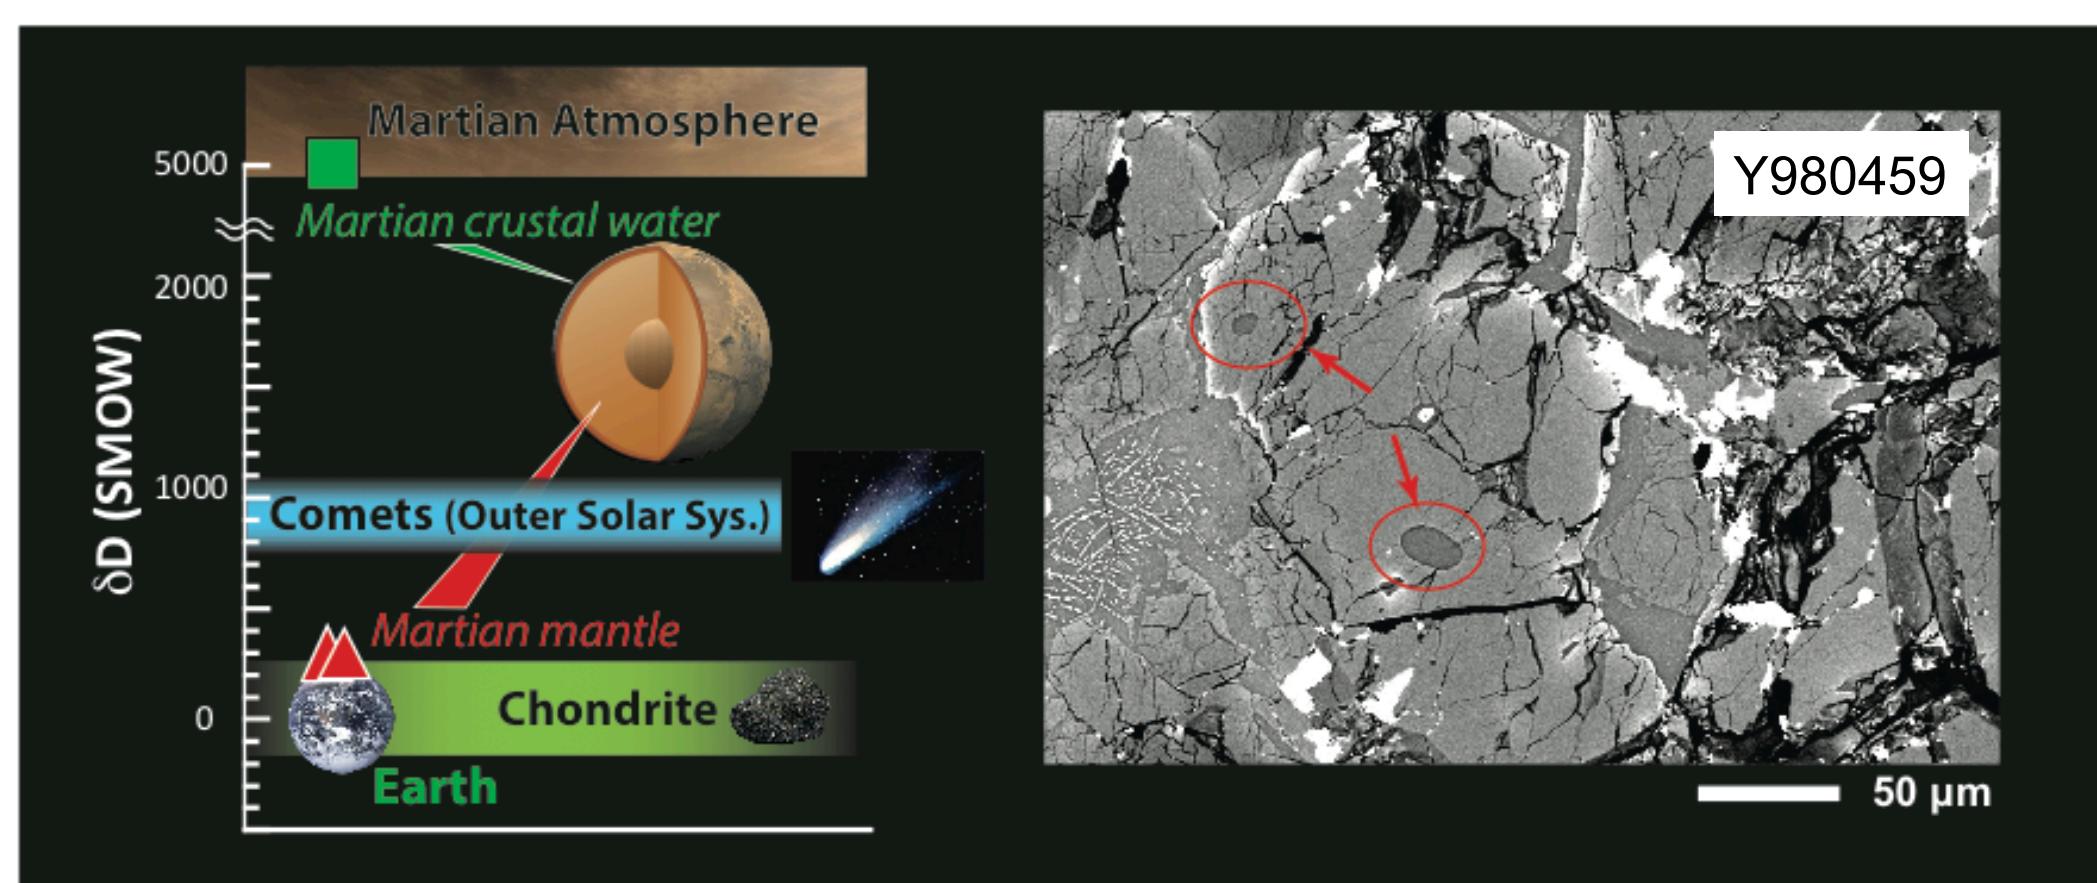 Martian Atmosphere
5000
Martian crustal water
2000
δD (SMOW)
1000
Comets (Outer Solar Sys.)
Martian mantle
Chondrite
0
Earth
Y980459
50 μm